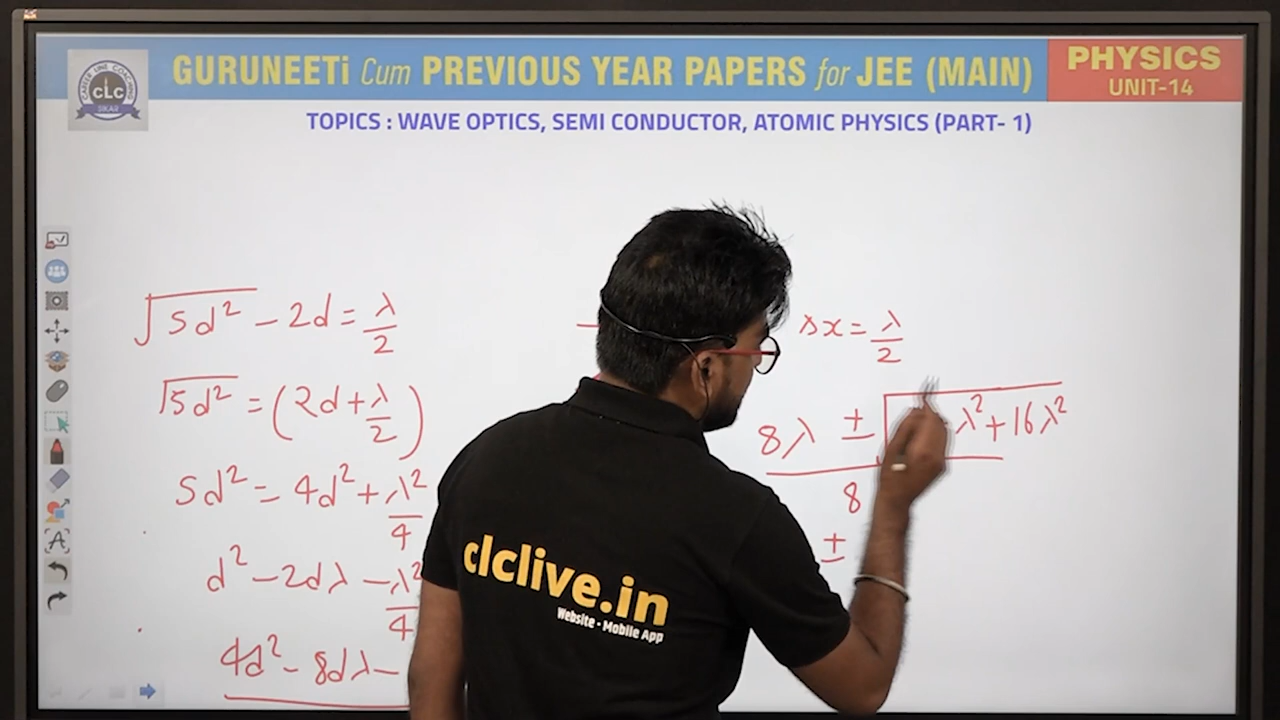 GURUNEETi Cum PREVIOUS YEAR PAPERS for JEE (MAIN)
PHYSICS
UNIT-14
CLC
SIKAR
TOPICS : WAVE OPTICS, SEMI CONDUCTOR, ATOMIC PHYSICS (PART- 1)
√5d² - 2d = λ/2
Δx = λ/2
√5d² = (2d + λ/2)
8λ ± √ λ² + 16λ²
8
5d² = 4d² + λ²/4
±
d² - 2dλ - λ²/4
4d² - 8dλ -
clclive.in
Website - Mobile App